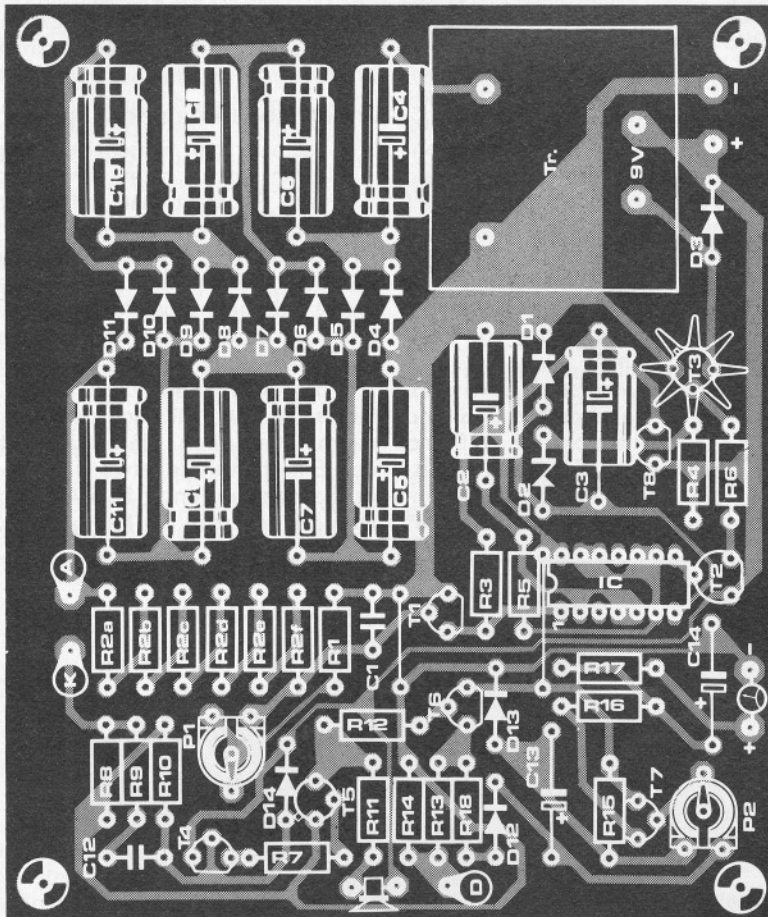 C10
C8
C6
C4
Tr.
9V
-
+
D3
D11
D10
D9
D8
D7
D6
D5
D4
D1
T3
C11
C9
C7
C5
C2
D2
C3
T8
R4
R6
A
K
R2a
R2b
R2c
R2d
R2e
R2f
R1
C1
T1
R3
R5
IC
1
T2
R17
R16
C14
-
+
P1
R8
R9
R10
R12
T6
D13
C13
D14
T5
R11
R14
R13
R18
D12
R15
T7
P2
C12
T4
R7
D